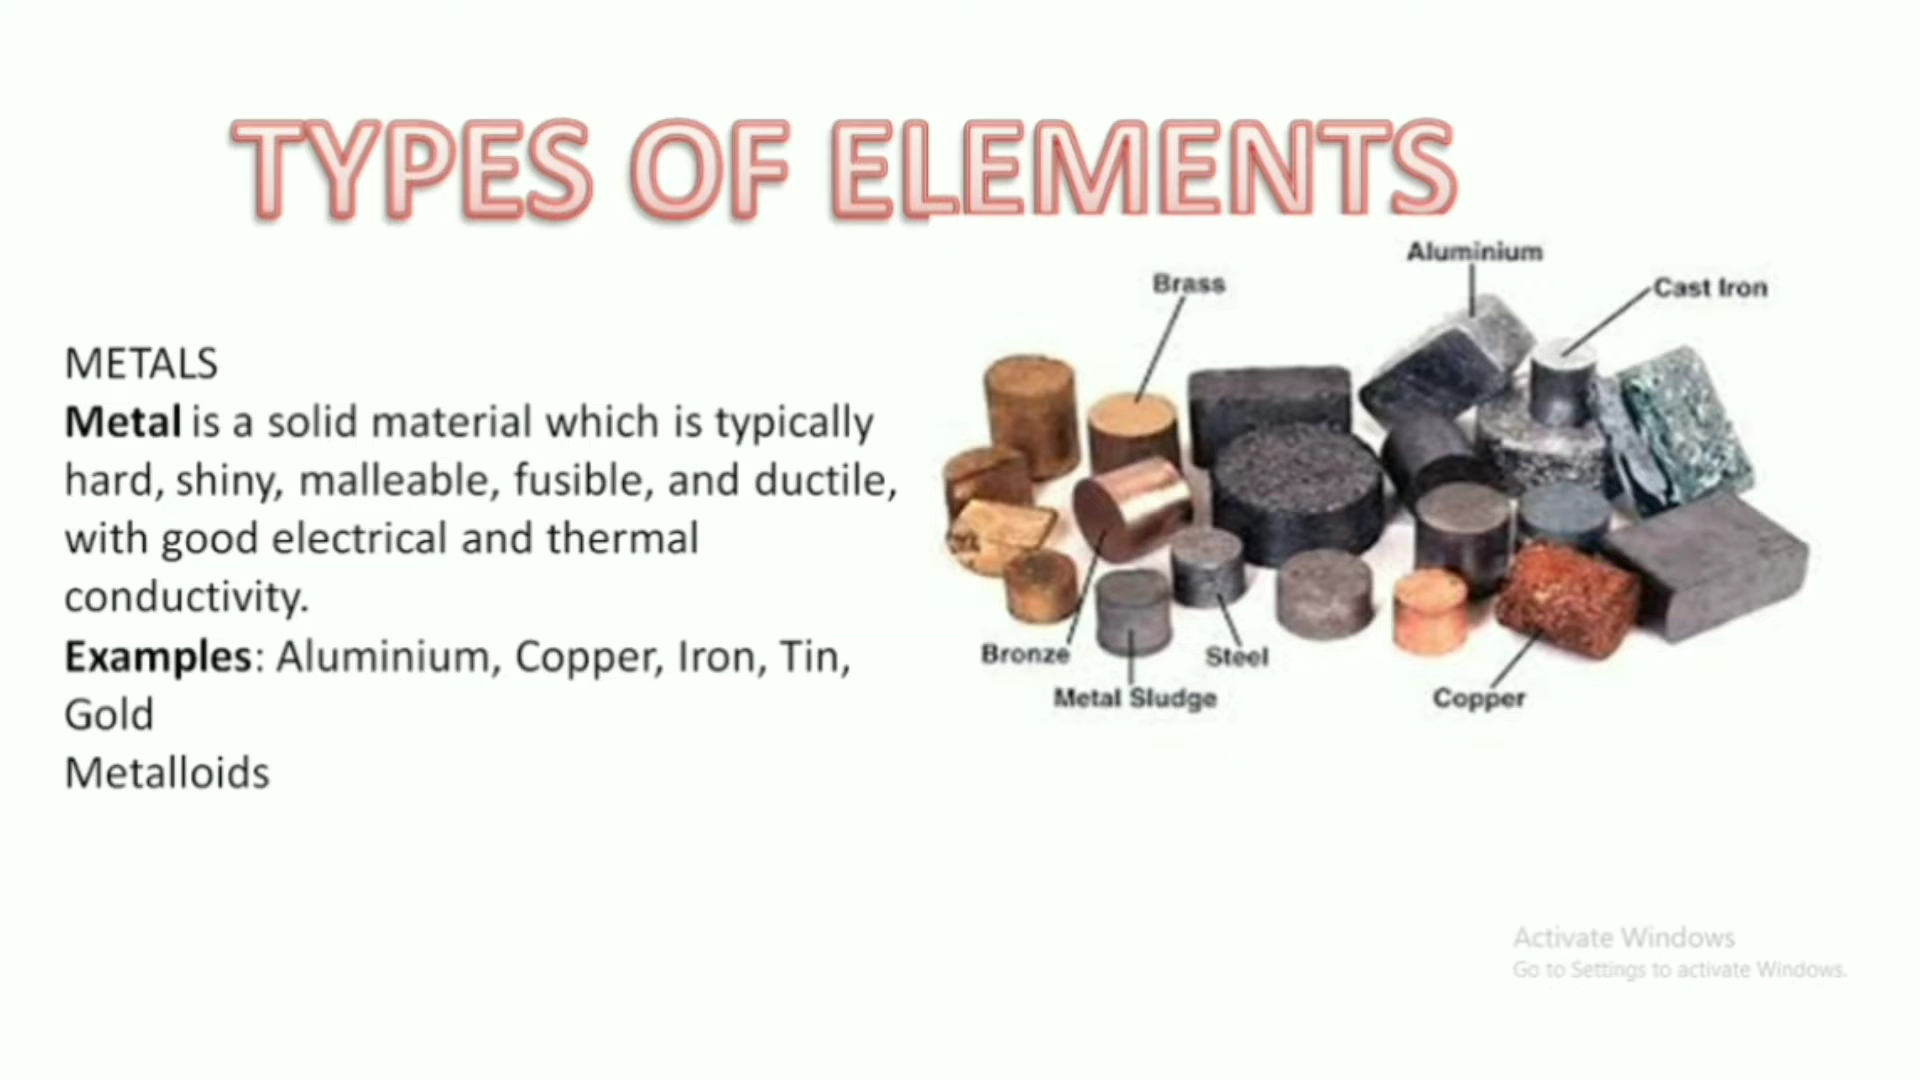 TYPES OF ELEMENTS
METALS
Metal is a solid material which is typically
hard, shiny, malleable, fusible, and ductile,
with good electrical and thermal
conductivity.
Examples: Aluminium, Copper, Iron, Tin,
Gold
Metalloids
Aluminium
Brass
Cast Iron
Bronze
Steel
Metal Sludge
Copper
Activate Windows
Go to Settings to activate Windows.